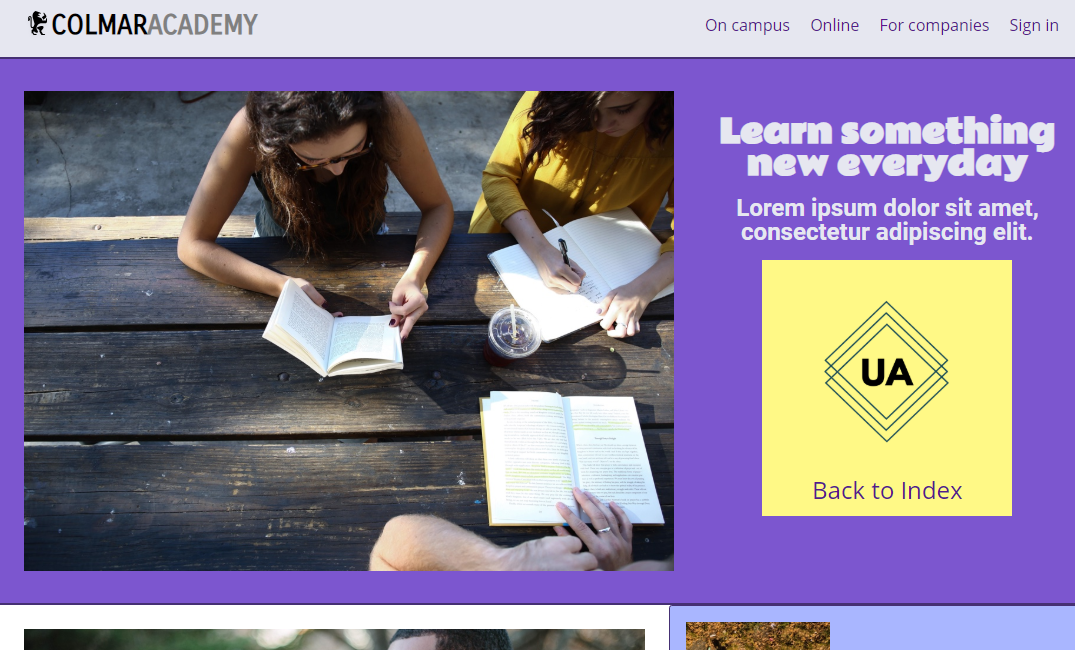 COLMARACADEMY
On campus Online For companies Sign in
Learn something
new everyday
Lorem ipsum dolor sit amet,
consectetur adipiscing elit.
UA
Back to Index